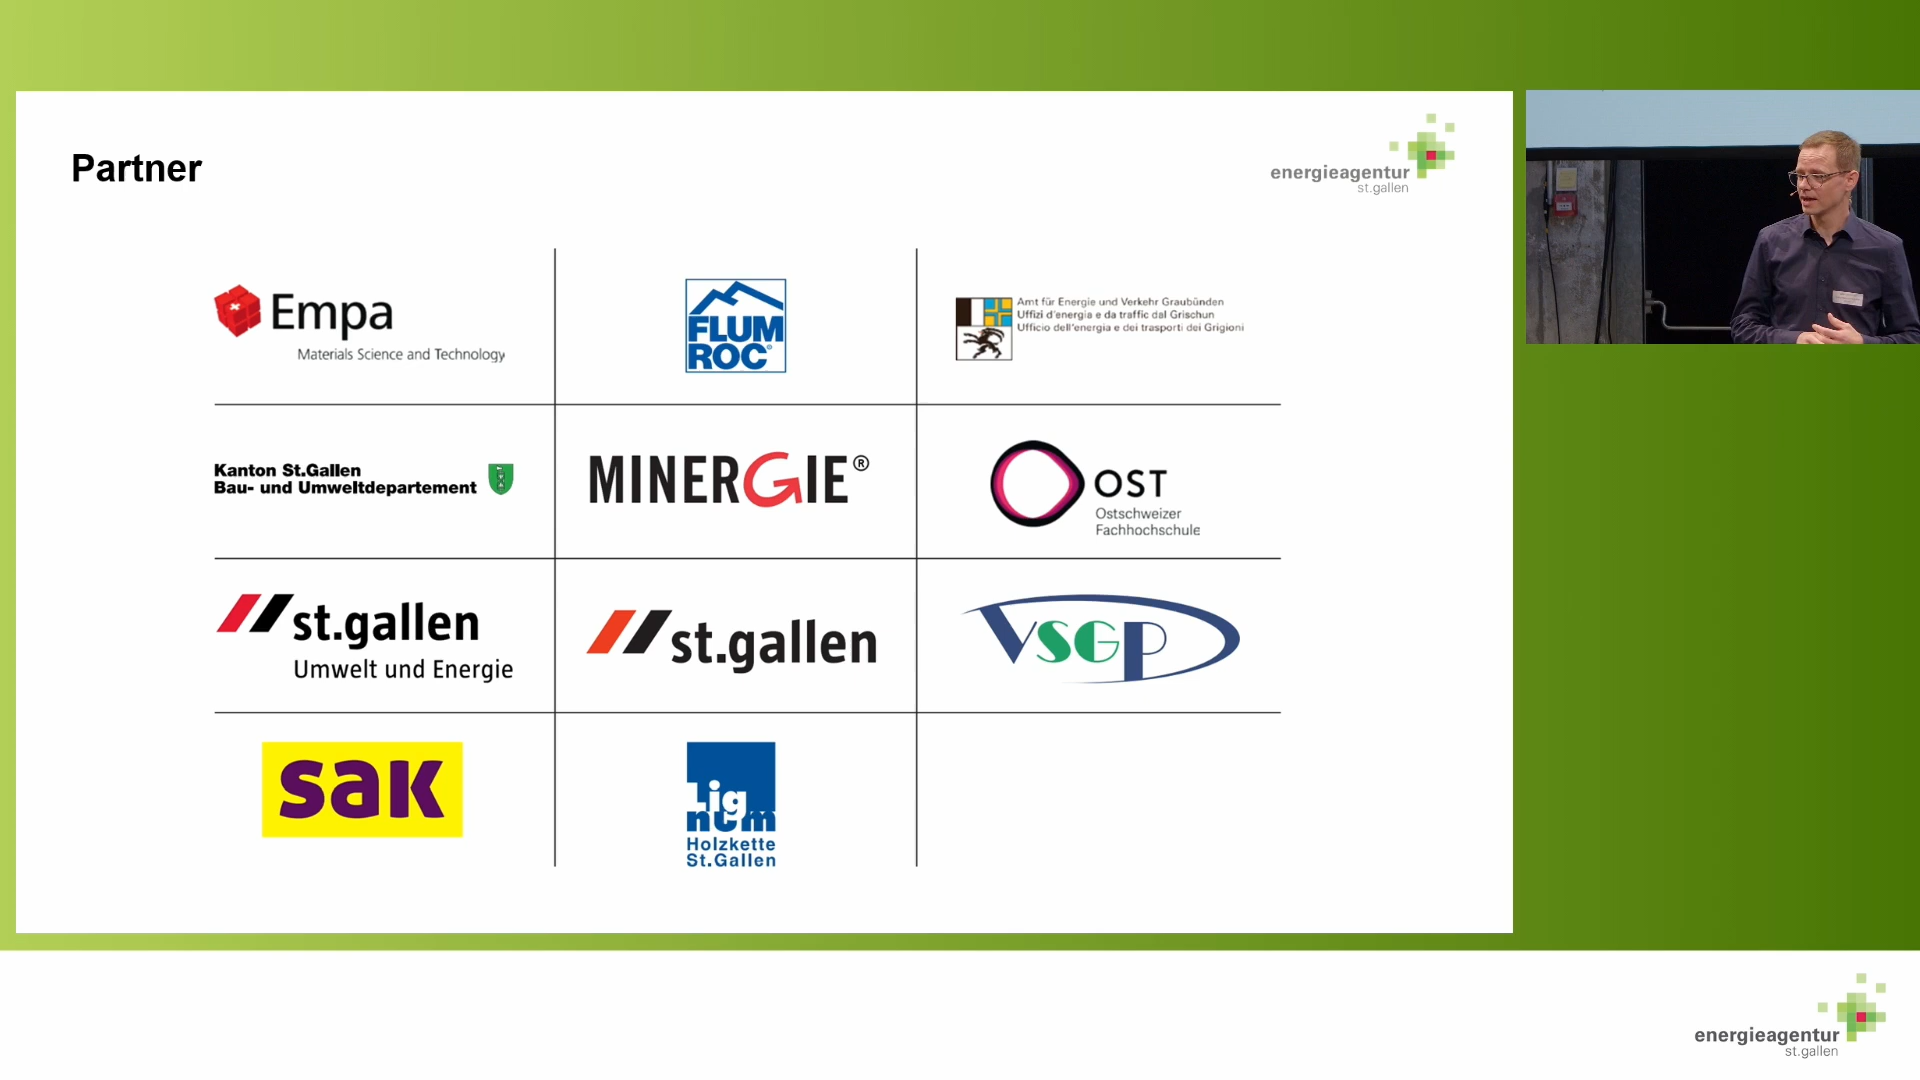 Partner
energieagentur
st.gallen
Empa
Materials Science and Technology
FLUM
ROC®
Amt für Energie und Verkehr Graubünden
Uffizi d'energia e da traffic dal Grischun
Ufficio dell'energia e dei trasporti dei Grigioni
Kanton St.Gallen
Bau- und Umweltdepartement
MINERGIE®
OST
Ostschweizer
Fachhochschule
st.gallen
Umwelt und Energie
st.gallen
VSGP
sak
Lig
num
Holzkette
St.Gallen
energieagentur
st.gallen